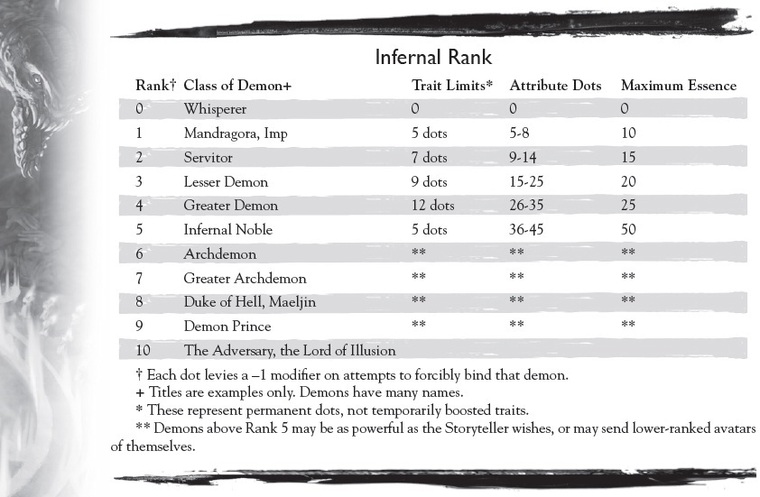 Infernal Rank
Rank† Class of Demon+ Trait Limits* Attribute Dots Maximum Essence
0 Whisperer 0 0 0
1 Mandragora, Imp 5 dots 5-8 10
2 Servitor 7 dots 9-14 15
3 Lesser Demon 9 dots 15-25 20
4 Greater Demon 12 dots 26-35 25
5 Infernal Noble 5 dots 36-45 50
6 Archdemon ** ** **
7 Greater Archdemon ** ** **
8 Duke of Hell, Maeljin ** ** **
9 Demon Prince ** ** **
10 The Adversary, the Lord of Illusion
† Each dot levies a –1 modifier on attempts to forcibly bind that demon.
+ Titles are examples only. Demons have many names.
* These represent permanent dots, not temporarily boosted traits.
** Demons above Rank 5 may be as powerful as the Storyteller wishes, or may send lower-ranked avatars
of themselves.